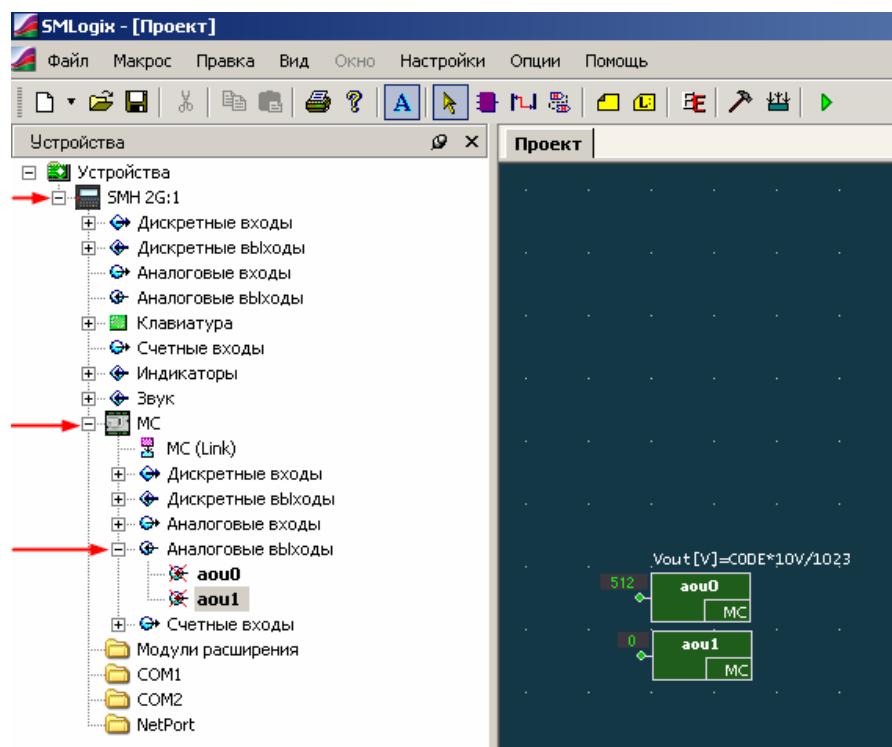 SMLogix - [Проект]
Файл Макрос Правка Вид Окно Настройки Опции Помощь
Устройства
Проект
Устройства
SMH 2G:1
Дискретные входы
Дискретные вЫходы
Аналоговые входы
Аналоговые вЫходы
Клавиатура
Счетные входы
Индикаторы
Звук
MC
MC (Link)
Дискретные входы
Дискретные вЫходы
Аналоговые входы
Аналоговые вЫходы
aou0
aou1
Счетные входы
Модули расширения
COM1
COM2
NetPort
Vout[V]=CODE*10V/1023
512 aou0
MC
0 aou1
MC